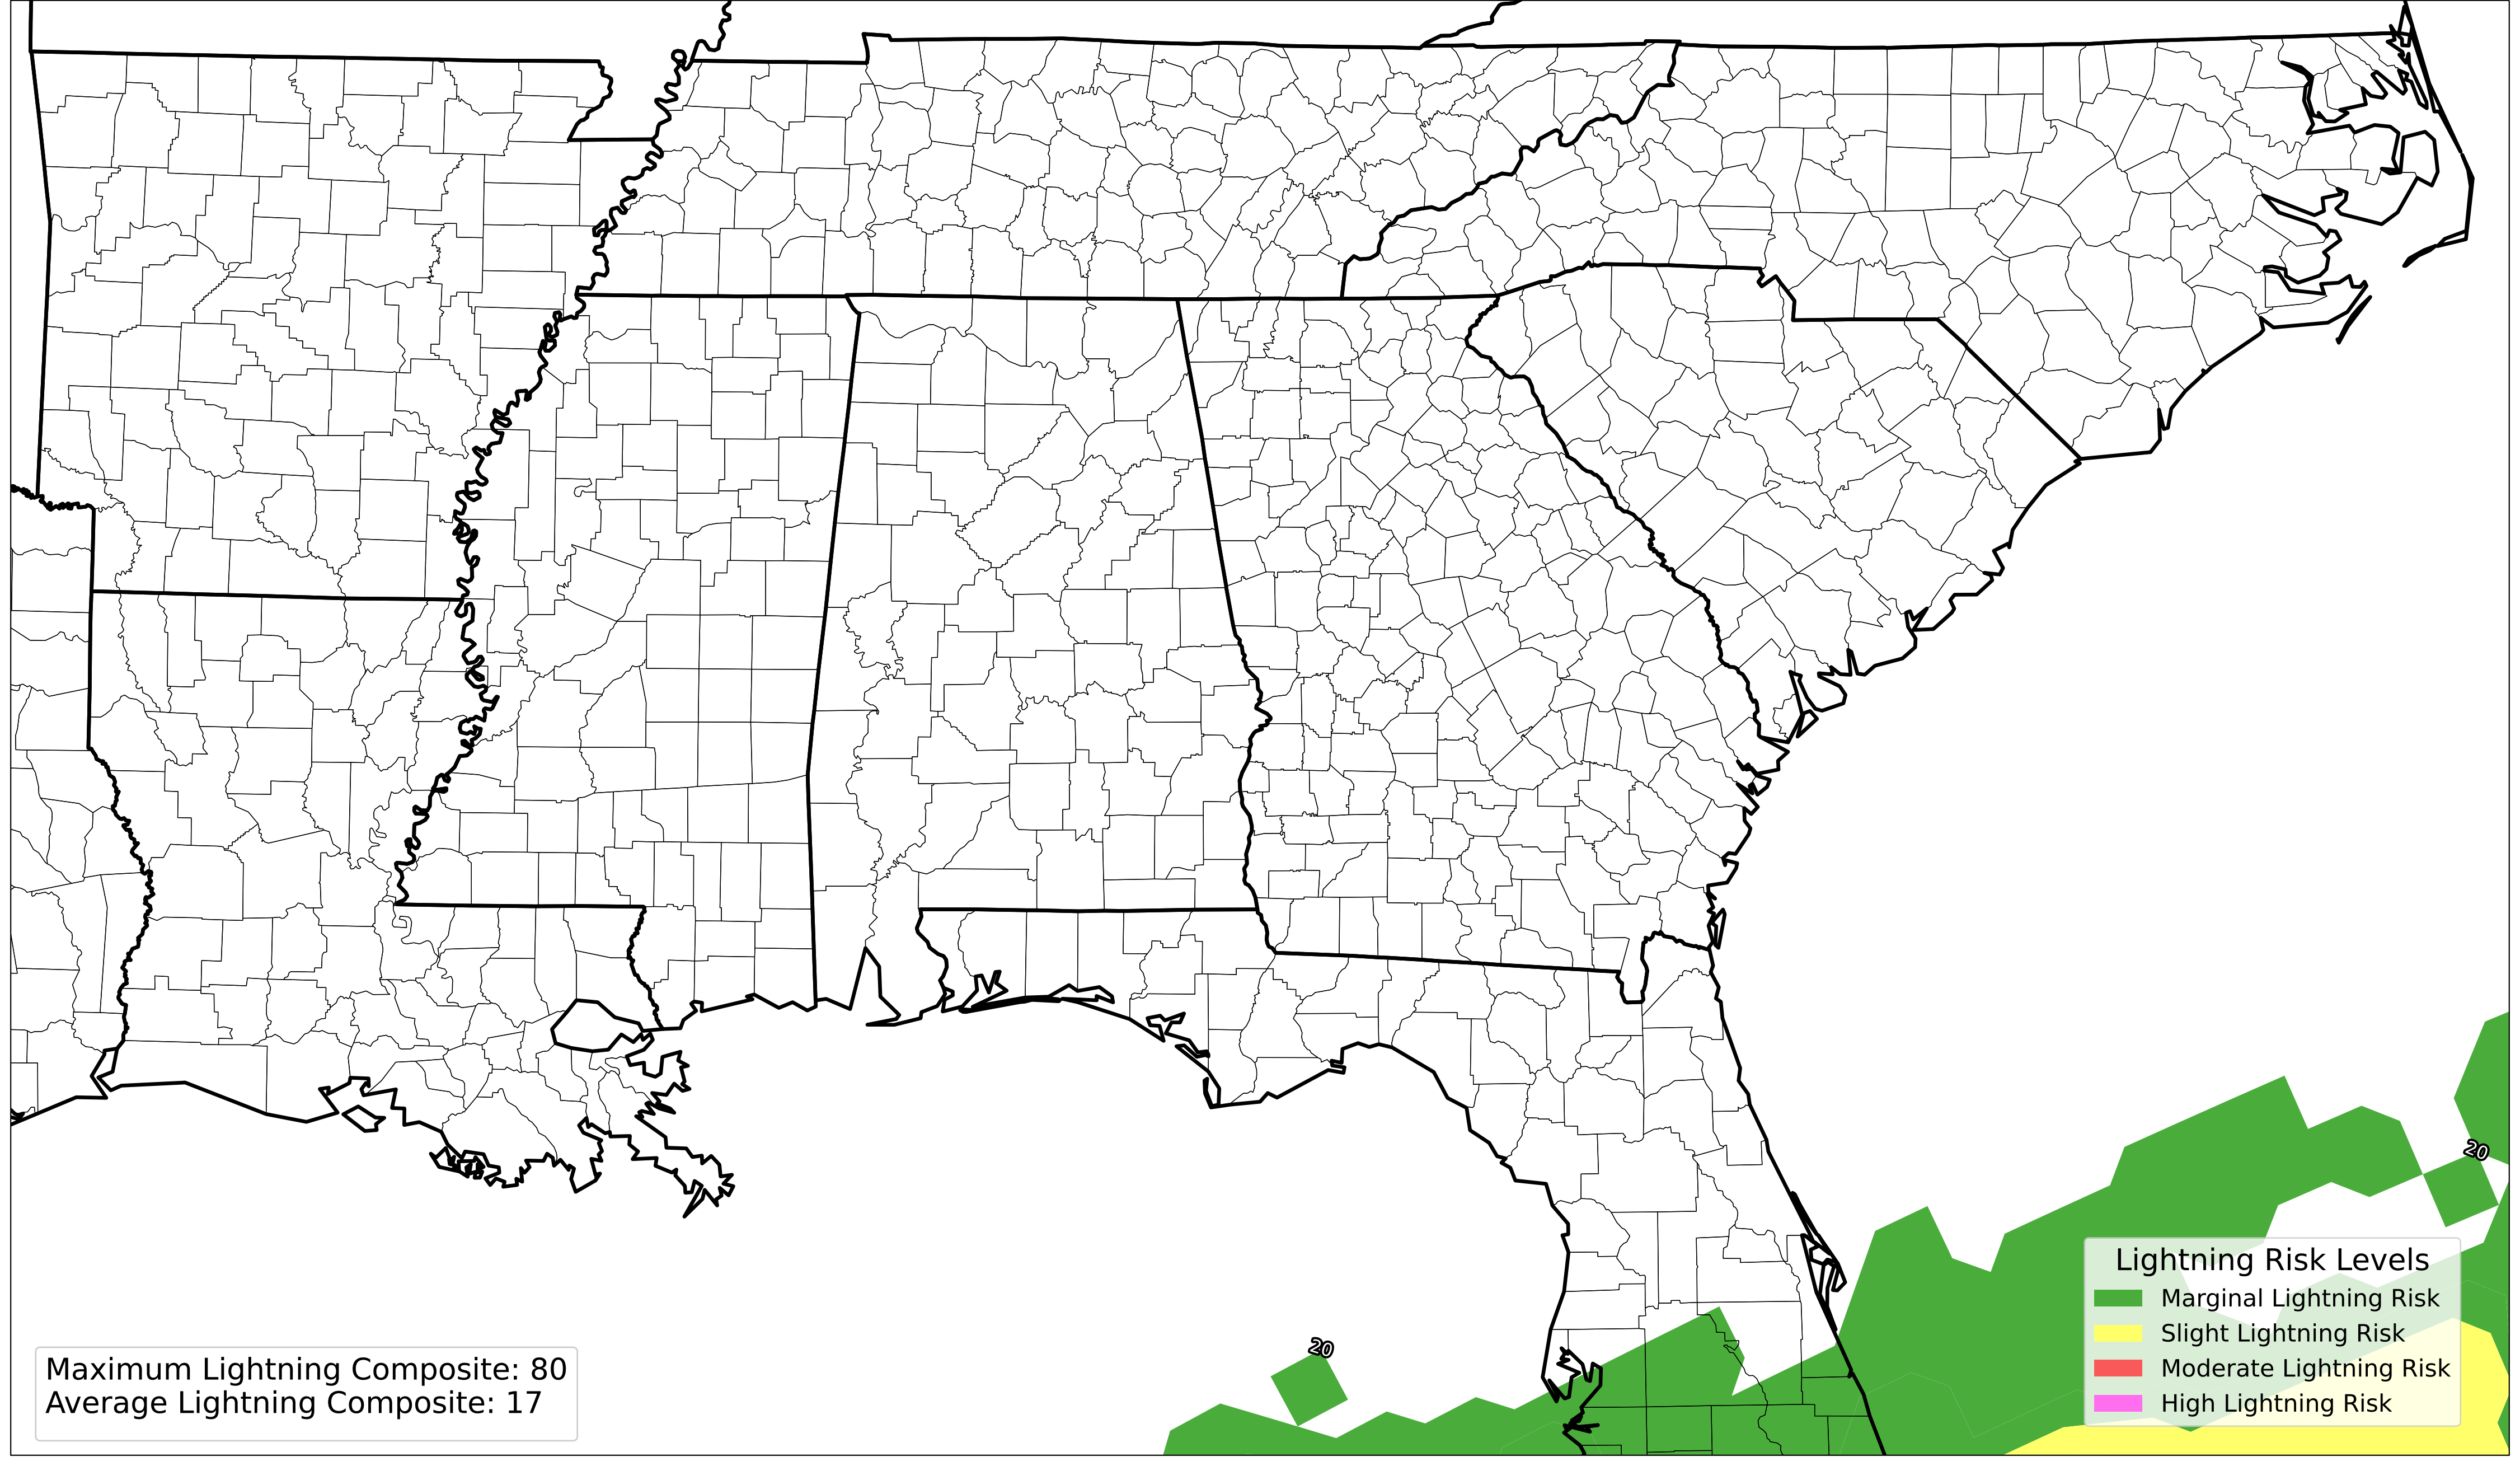 20
20
Lightning Risk Levels
Marginal Lightning Risk
Slight Lightning Risk
Moderate Lightning Risk
High Lightning Risk
Maximum Lightning Composite: 80
Average Lightning Composite: 17